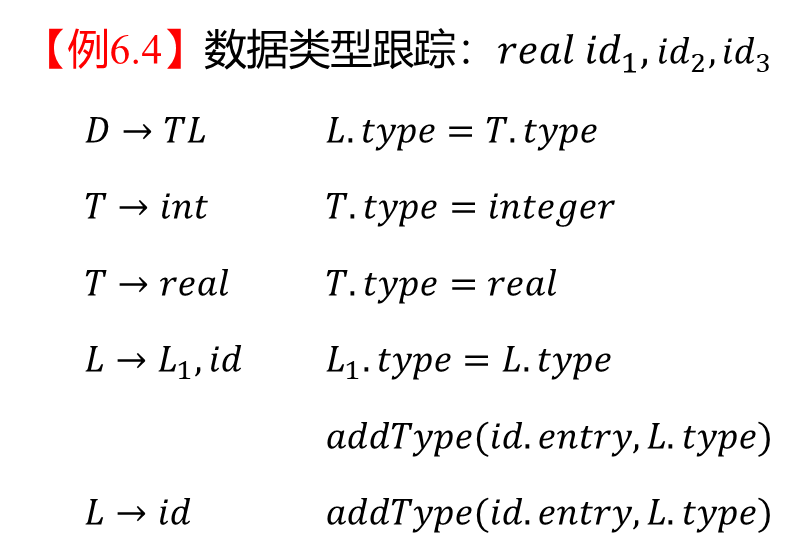 【例6.4】数据类型跟踪：real id₁, id₂, id₃
D → TL L.type = T.type
T → int T.type = integer
T → real T.type = real
L → L₁, id L₁.type = L.type
addType(id.entry, L.type)
L → id addType(id.entry, L.type)